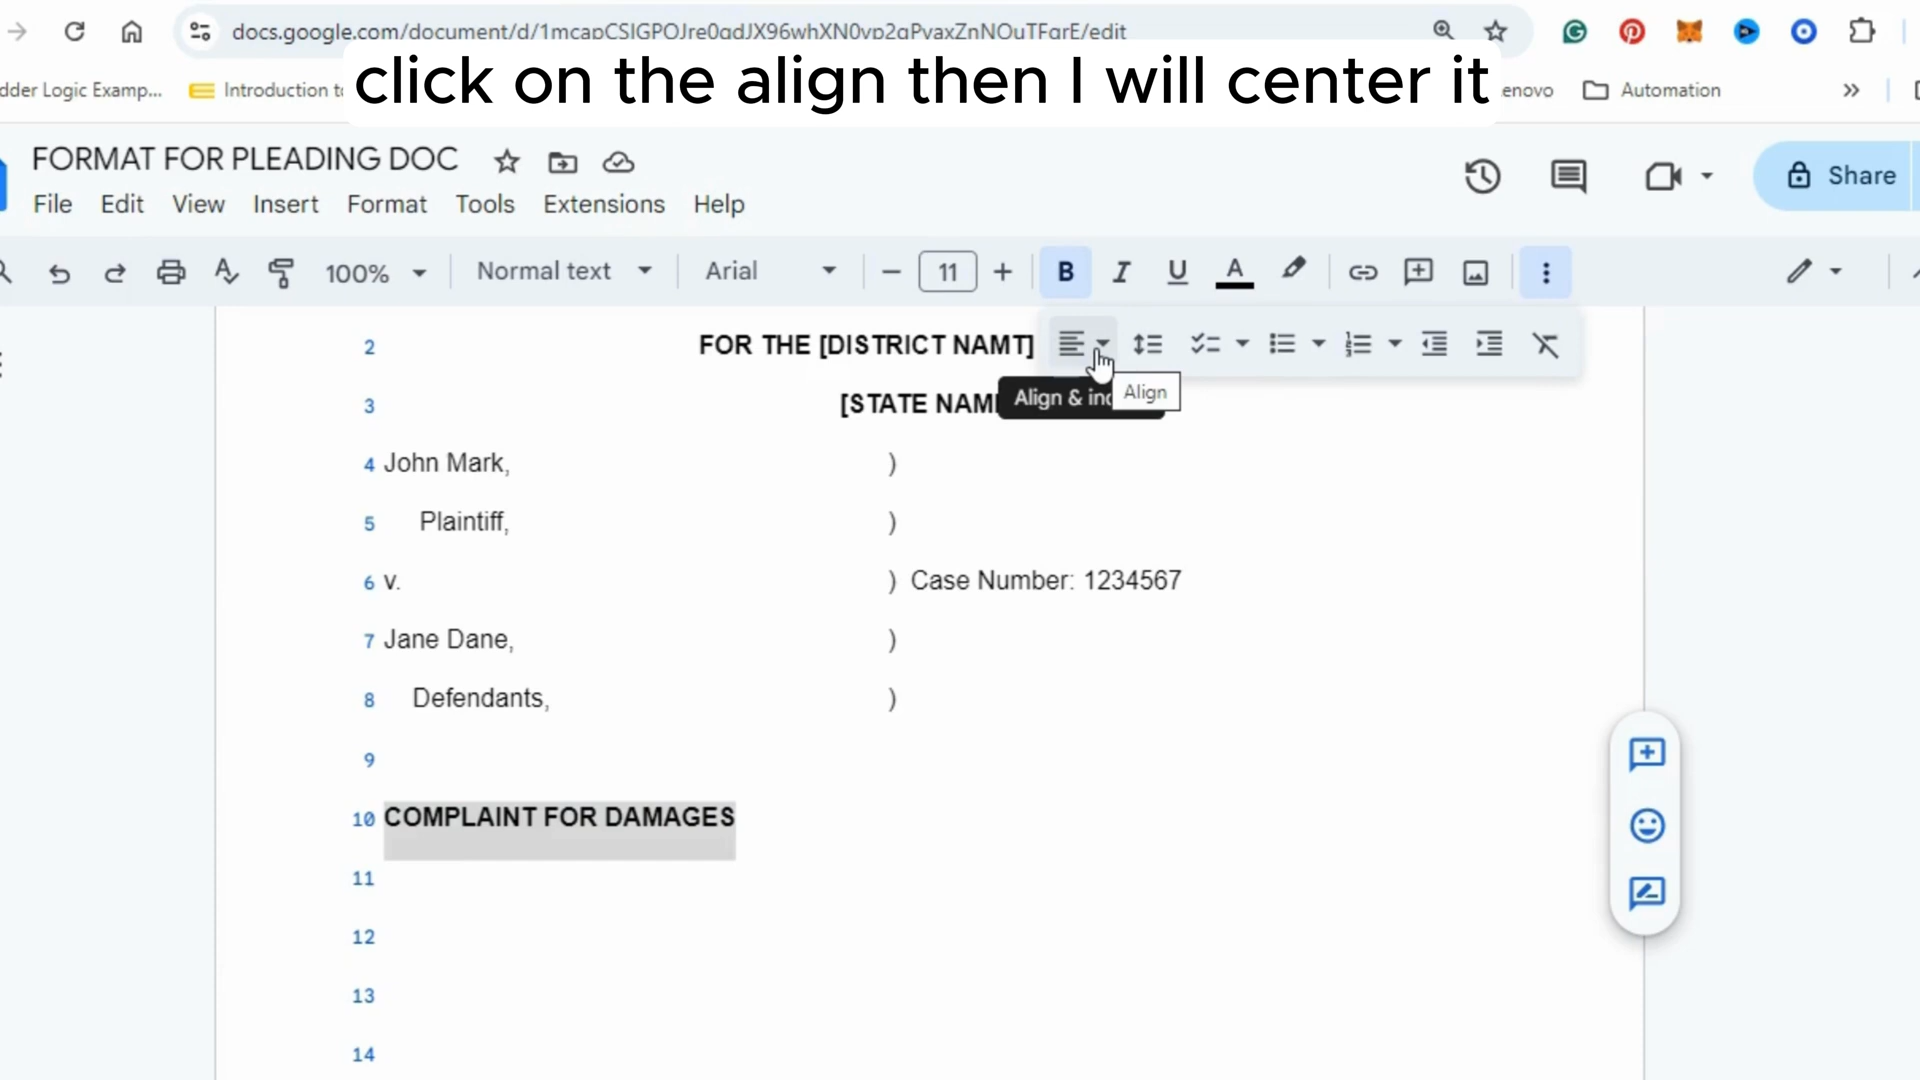 docs.google.com/document/d/1mcapCSlGPOJre0qdJX96whXN0vp2qPvaxZnNOuTFqrE/edit
click on the align then I will center it
dder Logic Examp...
Introduction t
enovo
Automation
FORMAT FOR PLEADING DOC
Share
File Edit View Insert Format Tools Extensions Help
100% Normal text Arial 11 B I U A
2 FOR THE [DISTRICT NAMT]
Align & in
Align
3 [STATE NAM
4 John Mark, )
5 Plaintiff, )
6 v. ) Case Number: 1234567
7 Jane Dane, )
8 Defendants, )
9
10 COMPLAINT FOR DAMAGES
11
12
13
14